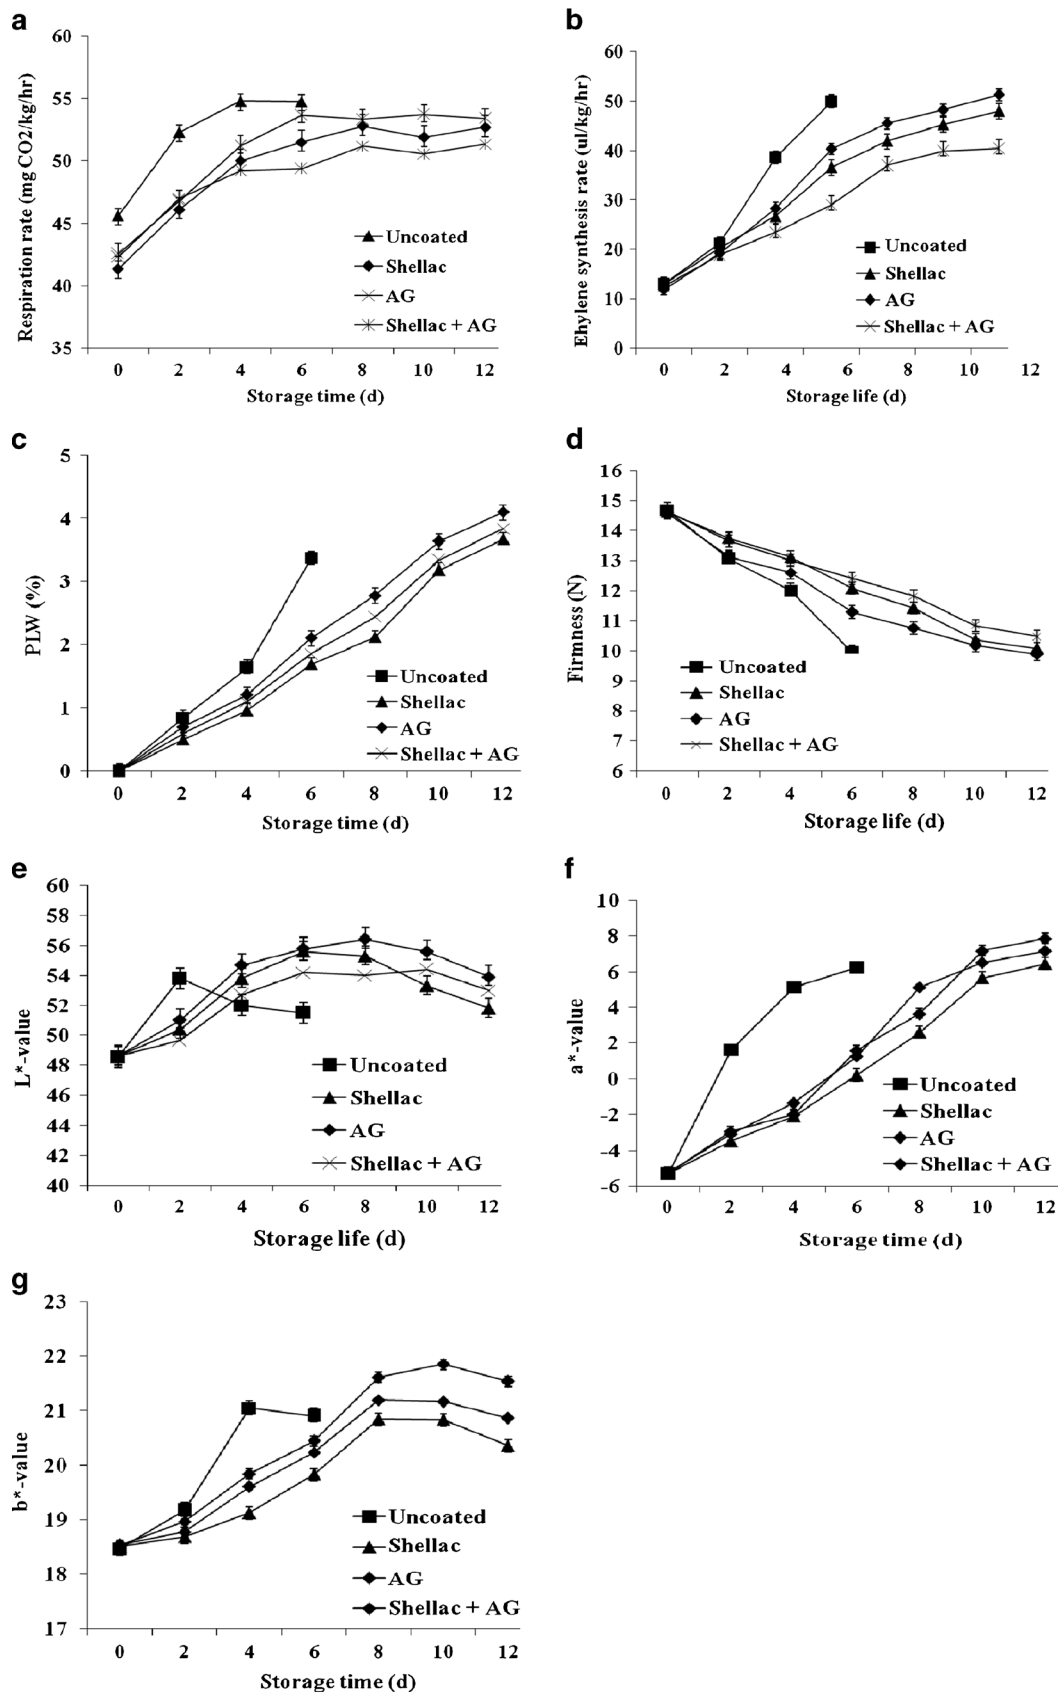 a
60
55
50
45
40
35
Respiration rate (mg CO2/kg/hr)
Uncoated
Shellac
AG
Shellac + AG
0 2 4 6 8 10 12
Storage time (d)
b
60
50
40
30
20
10
0
Ehylene synthesis rate (ul/kg/hr)
Uncoated
Shellac
AG
Shellac + AG
0 2 4 6 8 10 12
Storage life (d)
c
5
4
3
2
1
0
PLW (%)
Uncoated
Shellac
AG
Shellac + AG
0 2 4 6 8 10 12
Storage time (d)
d
16
15
14
13
12
11
10
9
8
7
6
Firmness (N)
Uncoated
Shellac
AG
Shellac + AG
0 2 4 6 8 10 12
Storage life (d)
e
60
58
56
54
52
50
48
46
44
42
40
L*-value
Uncoated
Shellac
AG
Shellac + AG
0 2 4 6 8 10 12
Storage life (d)
f
10
8
6
4
2
0
-2
-4
-6
a*-value
Uncoated
Shellac
AG
Shellac + AG
0 2 4 6 8 10 12
Storage time (d)
g
23
22
21
20
19
18
17
b*-value
Uncoated
Shellac
AG
Shellac + AG
0 2 4 6 8 10 12
Storage time (d)